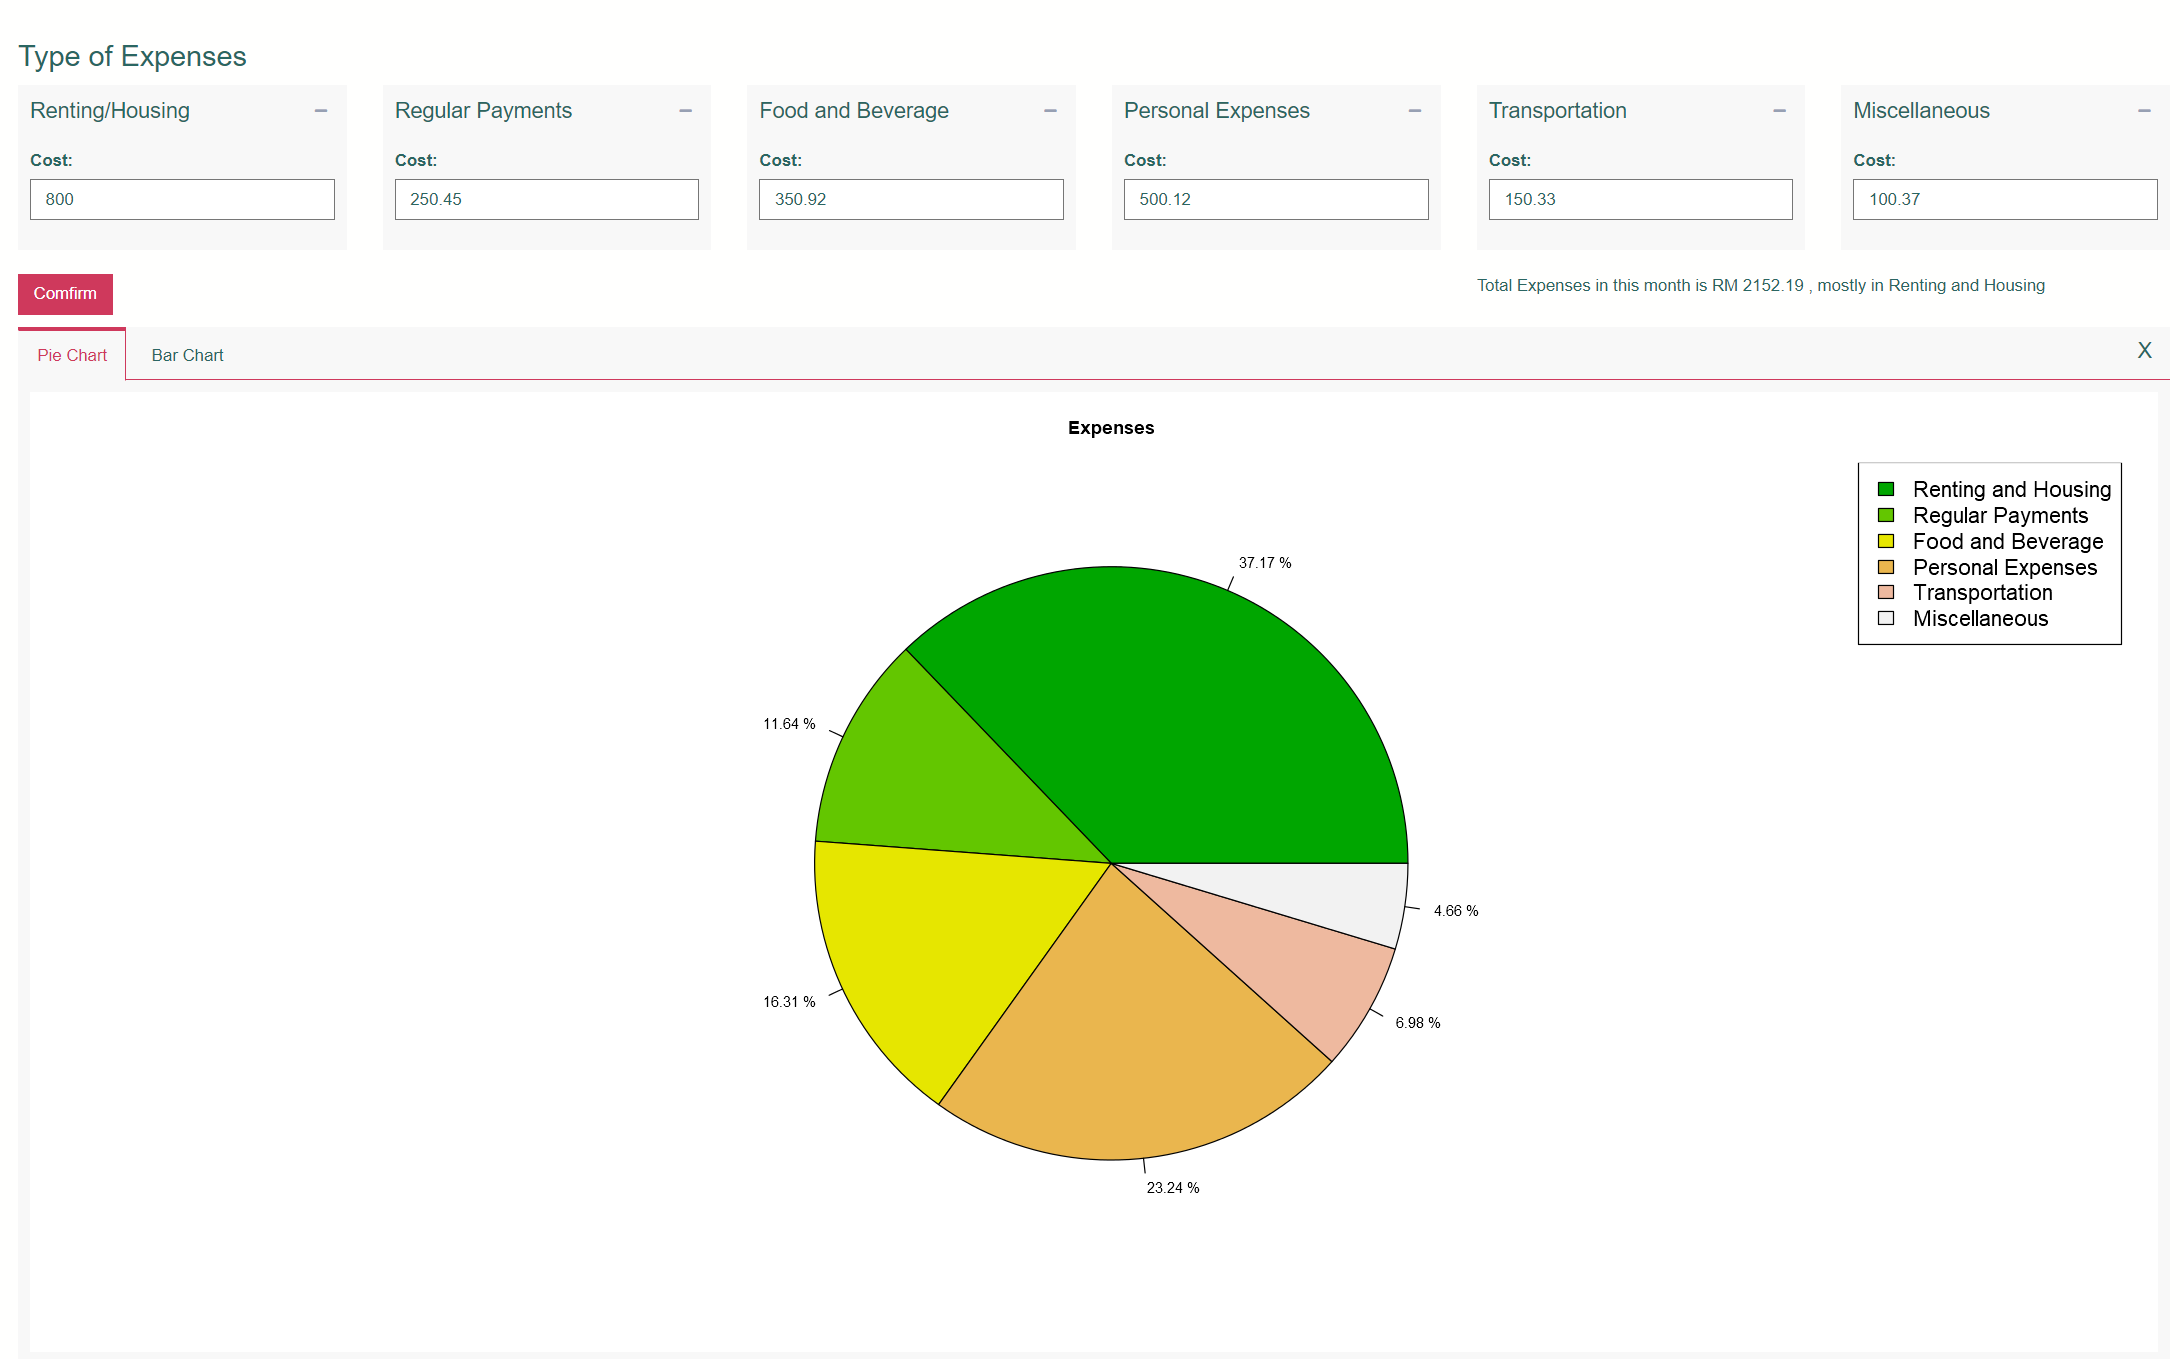 Type of Expenses
Renting/Housing
Regular Payments
Food and Beverage
Personal Expenses
Transportation
Miscellaneous
Cost:
Cost:
Cost:
Cost:
Cost:
Cost:
800
250.45
350.92
500.12
150.33
100.37
Comfirm
Total Expenses in this month is RM 2152.19 , mostly in Renting and Housing
Pie Chart
Bar Chart
X
Expenses
Renting and Housing
Regular Payments
Food and Beverage
Personal Expenses
Transportation
Miscellaneous
37.17 %
11.64 %
4.66 %
16.31 %
6.98 %
23.24 %